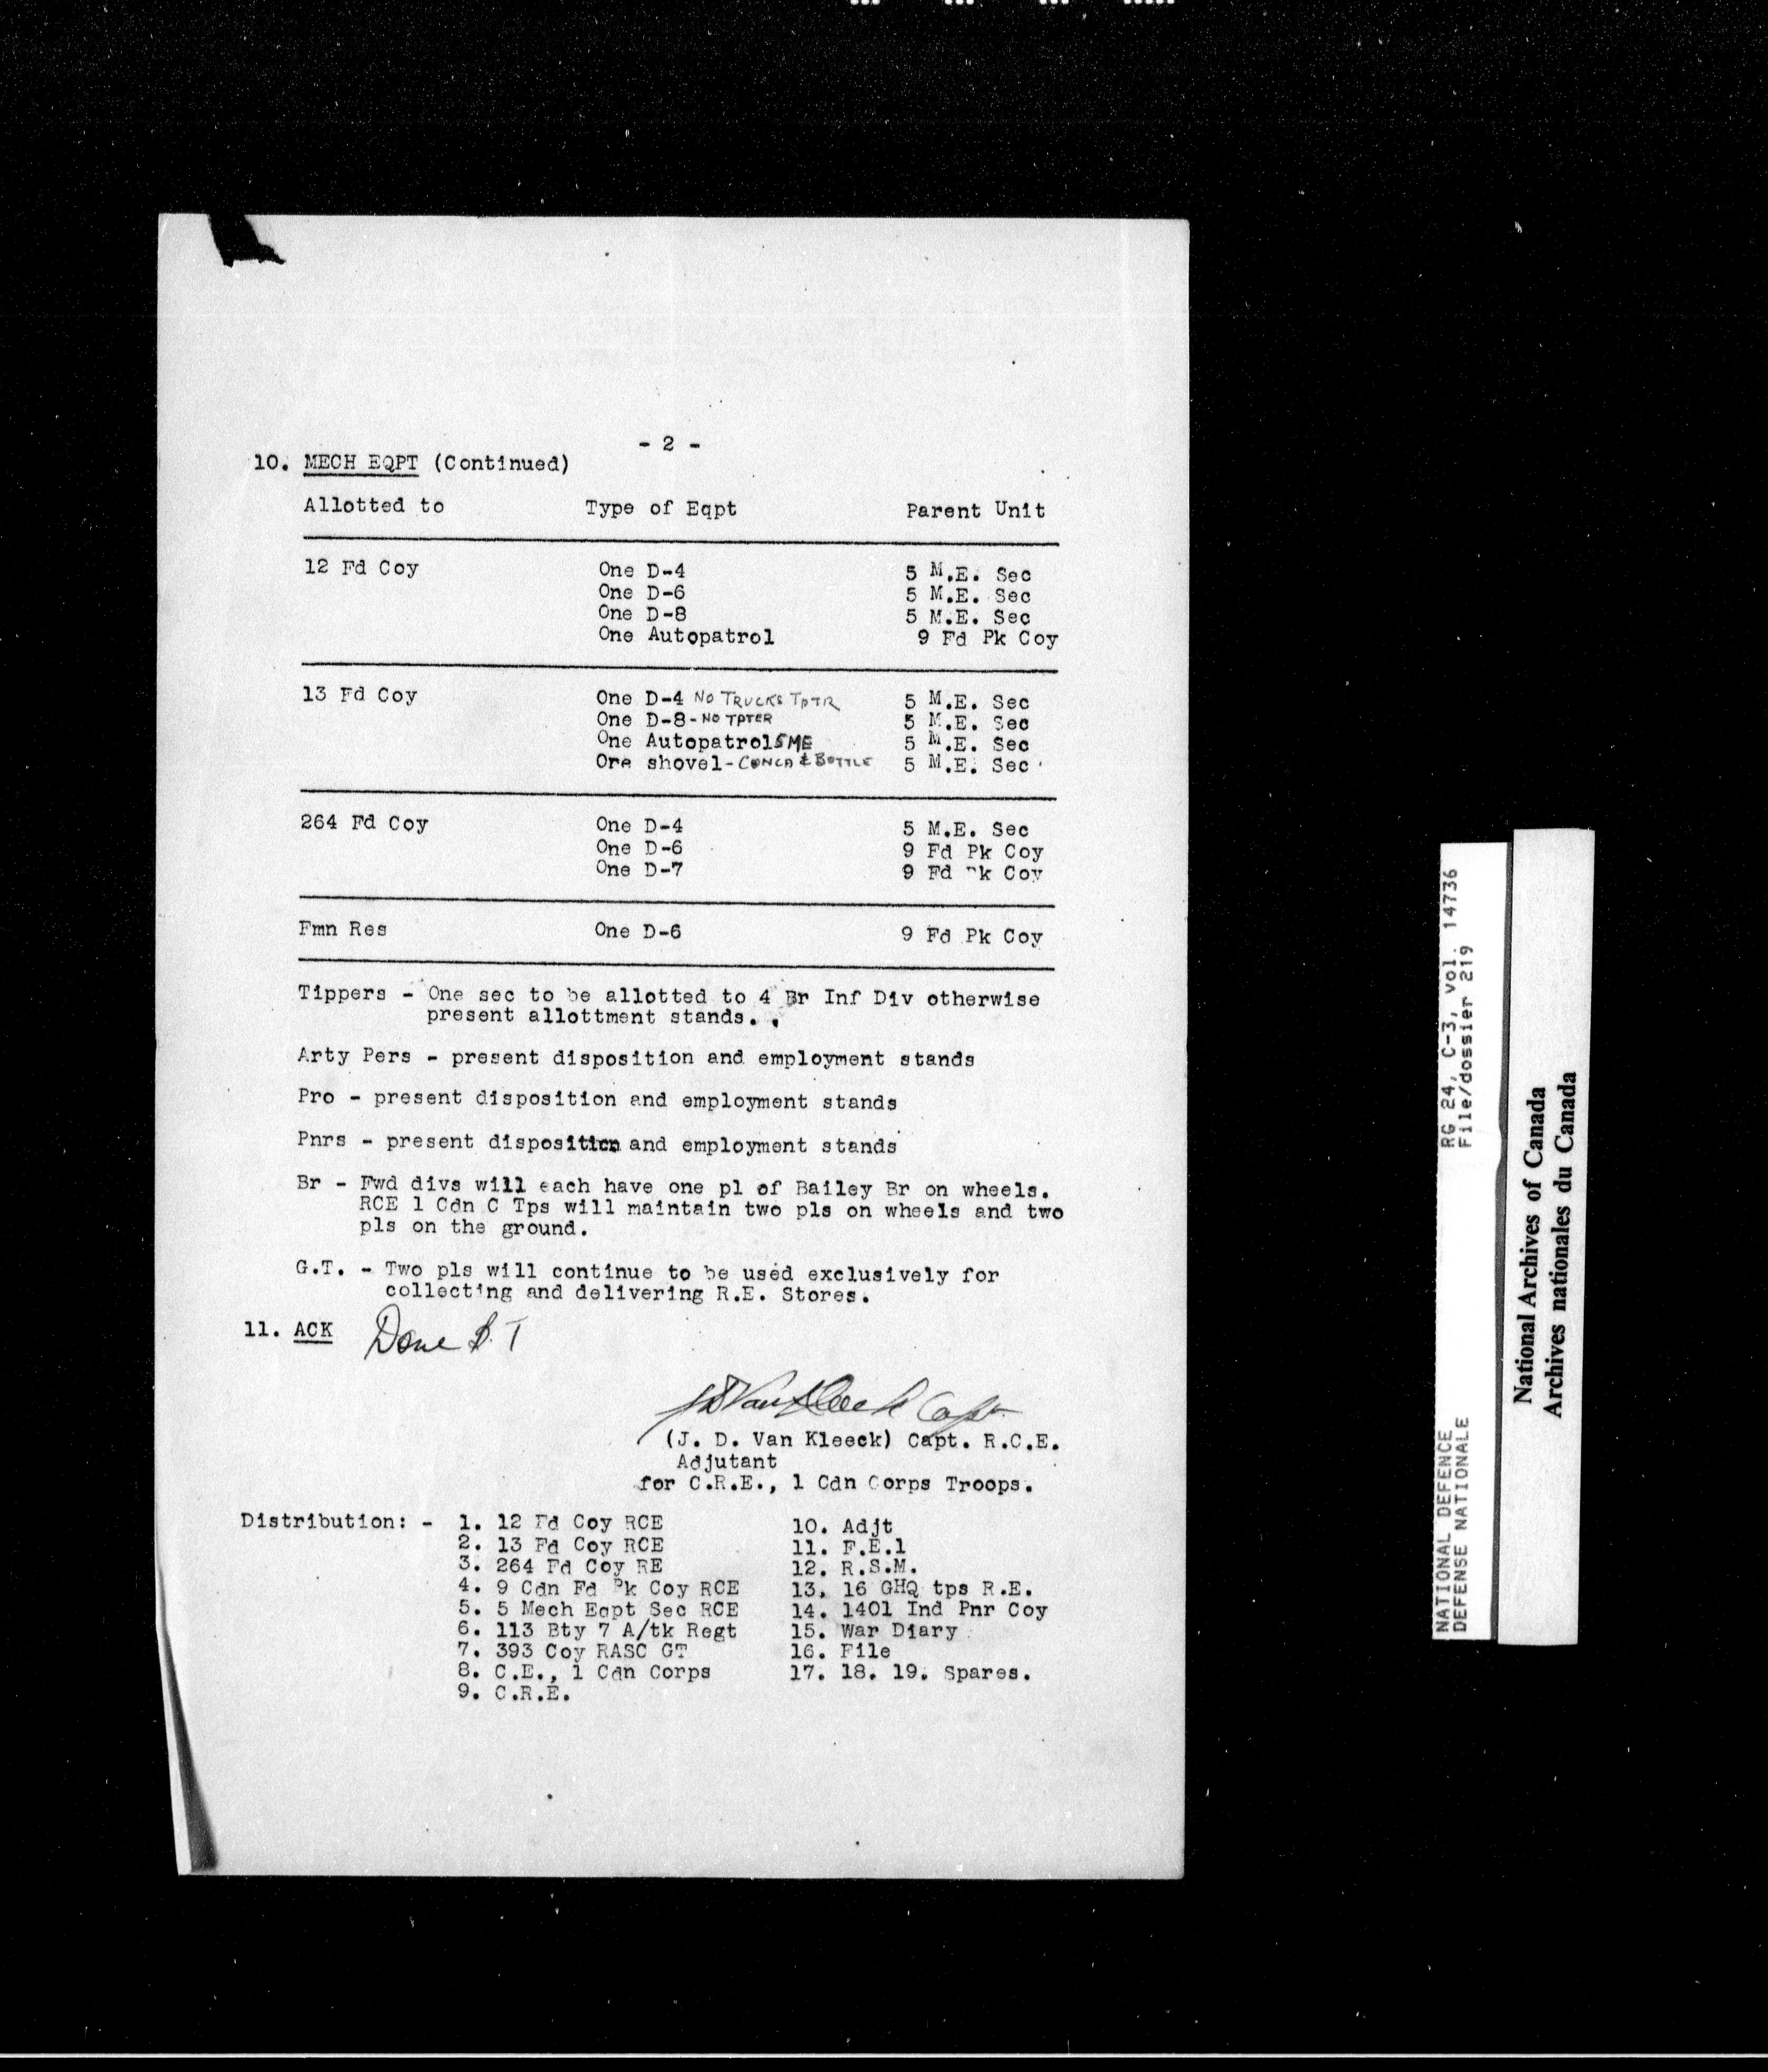 - 2 -
10. MECH EQPT (Continued)
Allotted to Type of Eqpt Parent Unit
12 Fd Coy One D-4 5 M.E. Sec
One D-6 5 M.E. Sec
One D-8 5 M.E. Sec
One Autopatrol 9 Fd Pk Coy
13 Fd Coy One D-4 NO TRUCKS TPTR 5 M.E. Sec
One D-8 - NO TPTER 5 M.E. Sec
One Autopatrol 5ME 5 M.E. Sec
One shovel - & BOTTLE 5 M.E. Sec
264 Fd Coy One D-4 5 M.E. Sec
One D-6 9 Fd Pk Coy
One D-7 9 Fd Pk Coy
Fmn Res One D-6 9 Fd Pk Coy
Tippers - One sec to be allotted to 4 Br Inf Div otherwise
present allottment stands.
Arty Pers - present disposition and employment stands
Pro - present disposition and employment stands
Pnrs - present disposition and employment stands
Br - Fwd divs will each have one pl of Bailey Br on wheels.
RCE 1 Cdn C Tps will maintain two pls on wheels and two
pls on the ground.
G.T. - Two pls will continue to be used exclusively for
collecting and delivering R.E. Stores.
11. ACK Done
JD Van Kleeck Capt
(J. D. Van Kleeck) Capt. R.C.E.
Adjutant
for C.R.E., 1 Cdn Corps Troops.
Distribution: - 1. 12 Fd Coy RCE 10. Adjt
2. 13 Fd Coy RCE 11. F.E.1
3. 264 Fd Coy RE 12. R.S.M.
4. 9 Cdn Fd Pk Coy RCE 13. 16 GHQ tps R.E.
5. 5 Mech Eqpt Sec RCE 14. 1401 Ind Pnr Coy
6. 113 Bty 7 A/tk Regt 15. War Diary
7. 393 Coy RASC GT 16. File
8. C.E., 1 Cdn Corps 17. 18. 19. Spares.
9. C.R.E.
NATIONAL DEFENCE RG 24, C-3, vol. 14736
DEFENSE NATIONALE File/dossier 219
National Archives of Canada
Archives nationales du Canada